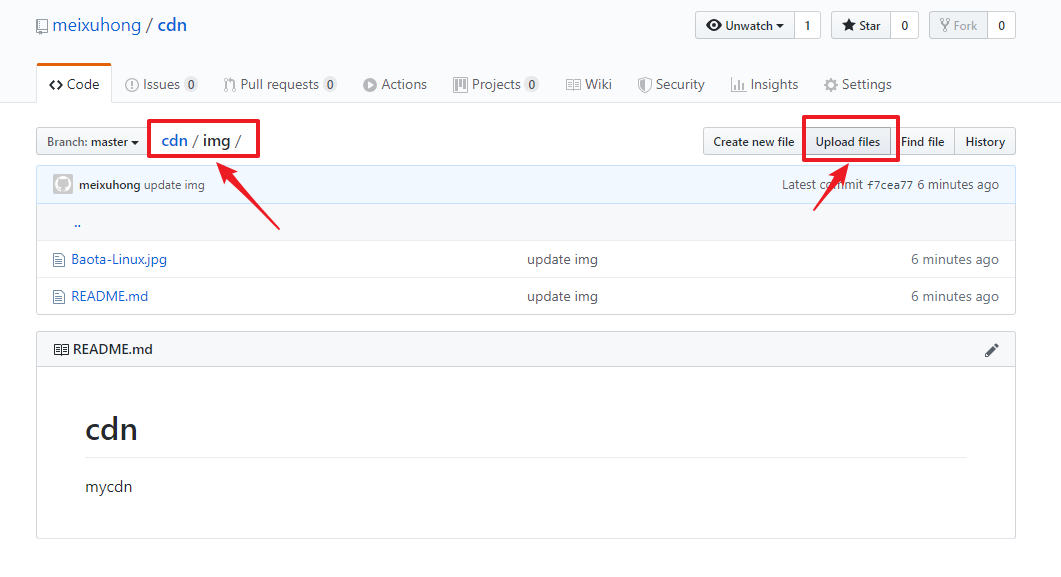 meixuhong / cdn
Unwatch 1 Star 0 Fork 0
Code Issues 0 Pull requests 0 Actions Projects 0 Wiki Security Insights Settings
Branch: master cdn / img / Create new file Upload files Find file History
meixuhong update img Latest commit f7cea77 6 minutes ago
..
Baota-Linux.jpg update img 6 minutes ago
README.md update img 6 minutes ago
README.md
cdn
mycdn